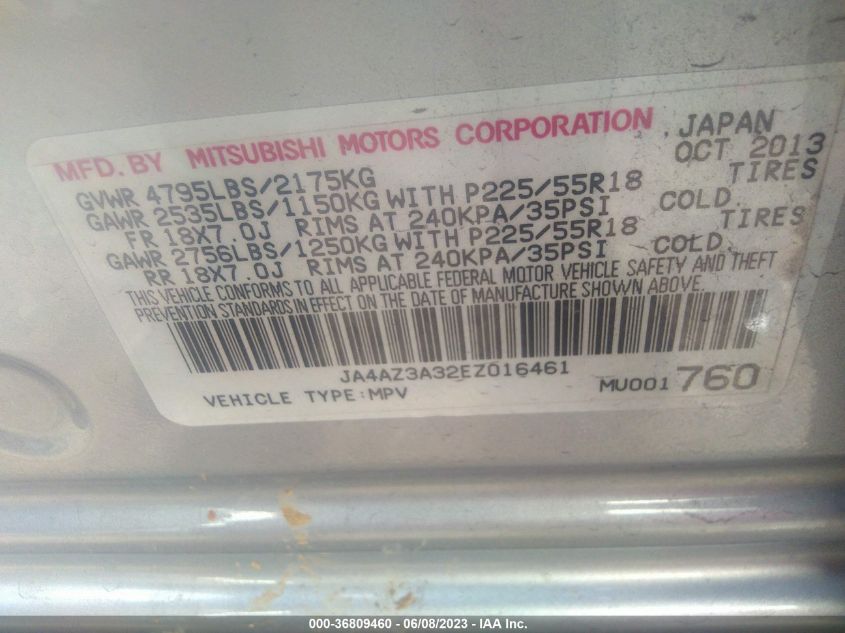 MFD. BY MITSUBISHI MOTORS CORPORATION, JAPAN
OCT 2013
GVWR 4795LBS/2175KG
GAWR 2535LBS/1150KG WITH P225/55R18 TIRES
FR 18X7.0J RIMS AT 240KPA/35PSI COLD.
GAWR 2756LBS/1250KG WITH P225/55R18 TIRES
RR 18X7.0J RIMS AT 240KPA/35PSI COLD.
THIS VEHICLE CONFORMS TO ALL APPLICABLE FEDERAL MOTOR VEHICLE SAFETY AND THEFT
PREVENTION STANDARDS IN EFFECT ON THE DATE OF MANUFACTURE SHOWN ABOVE.
JA4AZ3A32EZ016461
VEHICLE TYPE:MPV
MU001 760
000-36809460 - 06/08/2023 - IAA Inc.